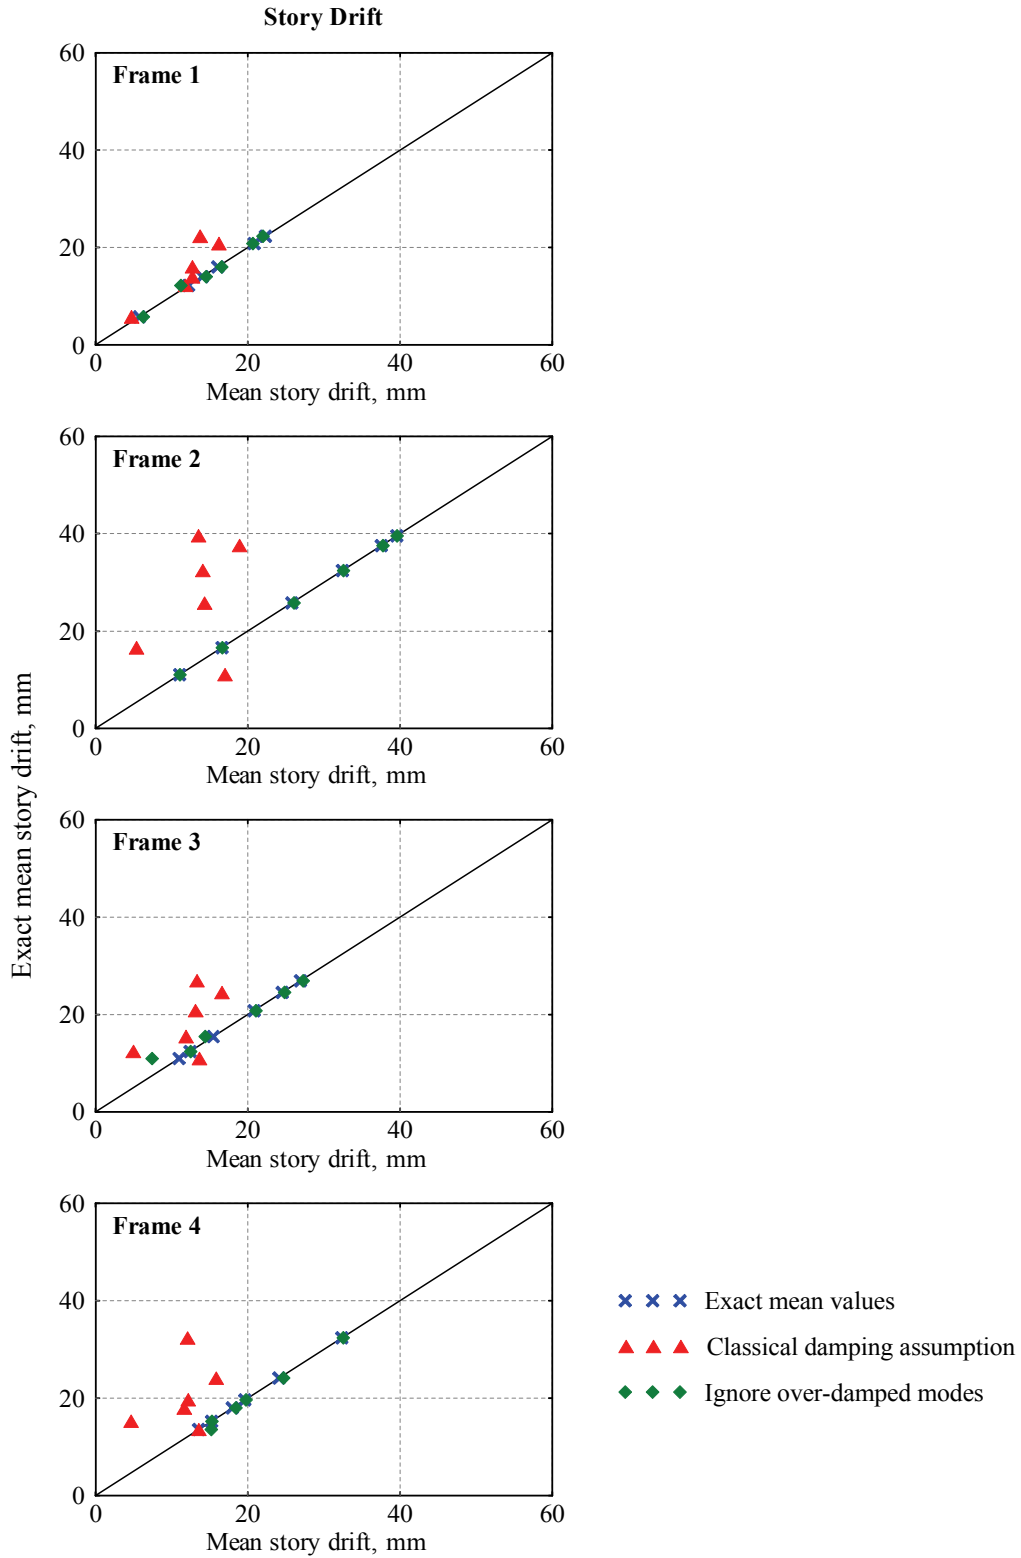 Story Drift
Exact mean story drift, mm
60
Frame 1
40
20
0
0 20 40 60
Mean story drift, mm
60
Frame 2
40
20
0
0 20 40 60
Mean story drift, mm
60
Frame 3
40
20
0
0 20 40 60
Mean story drift, mm
60
Frame 4
40
20
0
0 20 40 60
Mean story drift, mm
Exact mean values
Classical damping assumption
Ignore over-damped modes